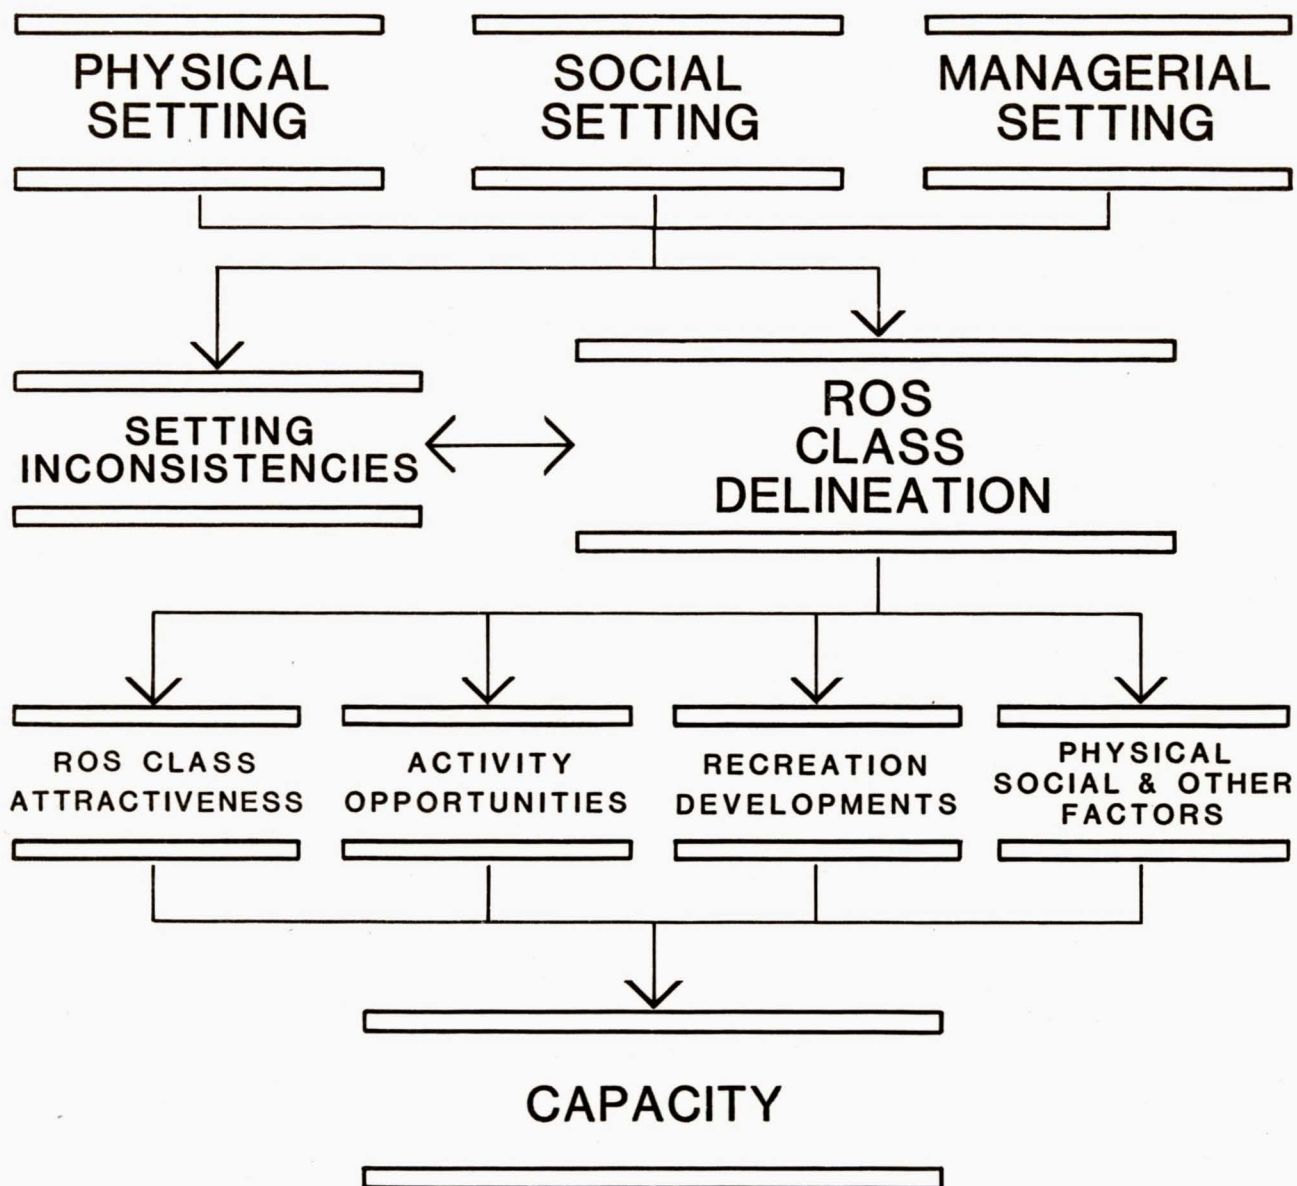 PHYSICAL
SETTING
SOCIAL
SETTING
MANAGERIAL
SETTING
SETTING
INCONSISTENCIES
ROS
CLASS
DELINEATION
ROS CLASS
ATTRACTIVENESS
ACTIVITY
OPPORTUNITIES
RECREATION
DEVELOPMENTS
PHYSICAL
SOCIAL & OTHER
FACTORS
CAPACITY